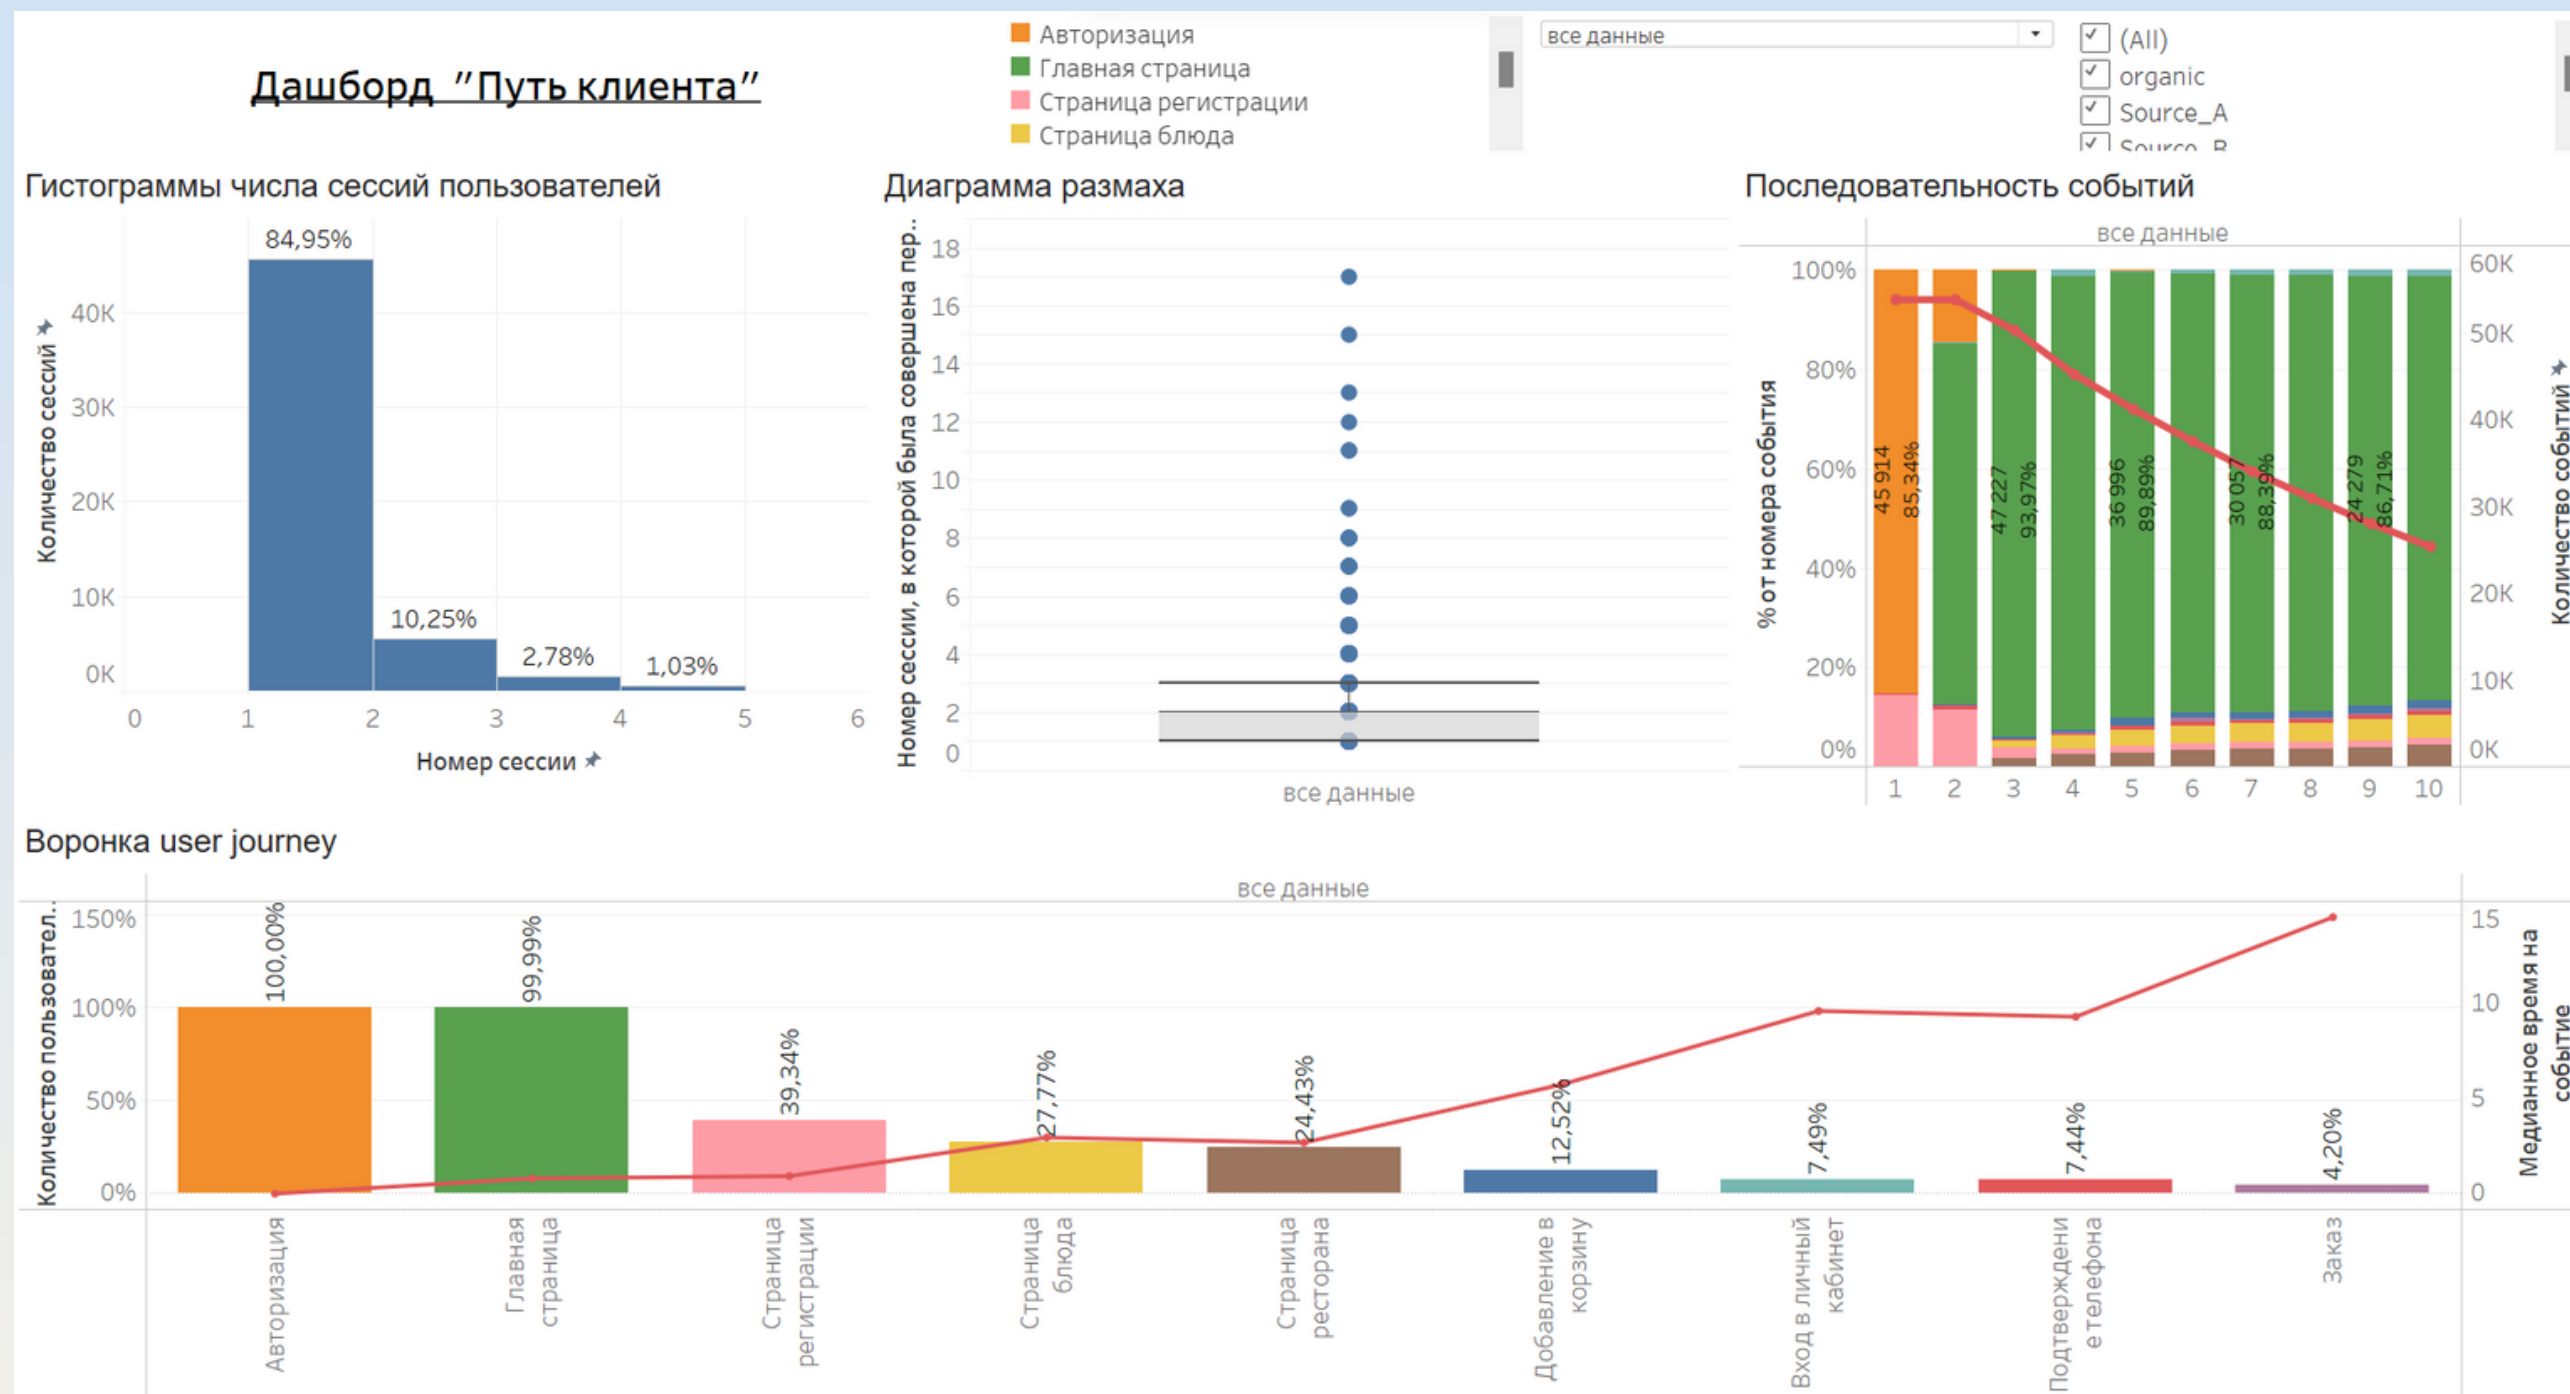 Дашборд "Путь клиента"
Авторизация
Главная страница
Страница регистрации
Страница блюда
все данные
(All)
organic
Source_A
Source_B
Гистограммы числа сессий пользователей
Количество сессий
40K
30K
20K
10K
0K
84,95%
10,25%
2,78%
1,03%
0
1
2
3
4
5
6
Номер сессии
Диаграмма размаха
Номер сессии, в которой была совершена пер..
18
16
14
12
10
8
6
4
2
0
все данные
Последовательность событий
все данные
% от номера события
100%
80%
60%
40%
20%
0%
45 914
85,34%
47 227
93,97%
36 996
89,89%
30 057
88,39%
24 279
86,71%
60K
50K
40K
30K
20K
10K
0K
Количество событий
1
2
3
4
5
6
7
8
9
10
Воронка user journey
все данные
Количество пользовател..
150%
100%
50%
0%
100,00%
99,99%
39,34%
27,77%
24,43%
12,52%
7,49%
7,44%
4,20%
15
10
5
0
Медианное время на
событие
Авторизация
Главная
страница
Страница
регистрации
Страница
блюда
Страница
ресторана
Добавление в
корзину
Вход в личный
кабинет
Подтверждени
е телефона
Заказ